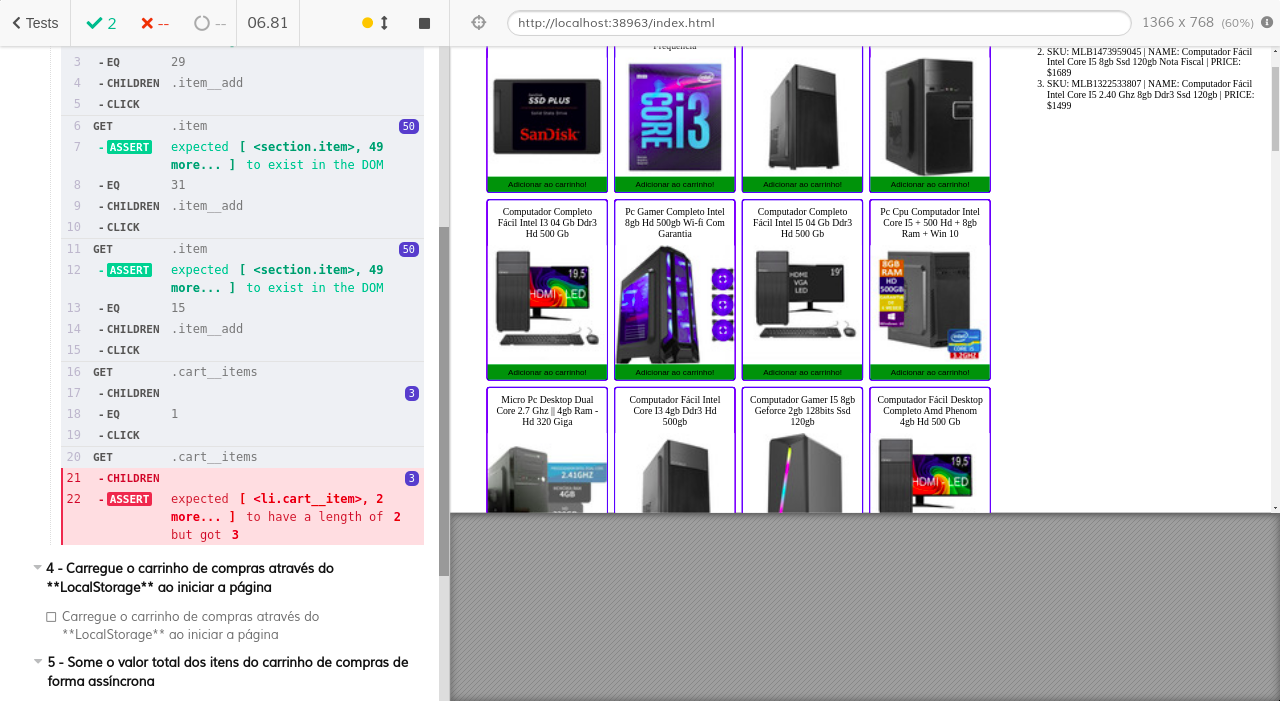 Tests
2
--
--
06.81
http://localhost:38963/index.html
1366 x 768 (60%)
3 -EQ 29
4 -CHILDREN .item__add
5 -CLICK
6 GET .item 50
7 -ASSERT expected [ <section.item>, 49
more... ] to exist in the DOM
8 -EQ 31
9 -CHILDREN .item__add
10 -CLICK
11 GET .item 50
12 -ASSERT expected [ <section.item>, 49
more... ] to exist in the DOM
13 -EQ 15
14 -CHILDREN .item__add
15 -CLICK
16 GET .cart__items
17 -CHILDREN 3
18 -EQ 1
19 -CLICK
20 GET .cart__items
21 -CHILDREN 3
22 -ASSERT expected [ <li.cart__item>, 2
more... ] to have a length of 2
but got 3
4 - Carregue o carrinho de compras através do
**LocalStorage** ao iniciar a página
Carregue o carrinho de compras através do
**LocalStorage** ao iniciar a página
5 - Some o valor total dos itens do carrinho de compras de
forma assíncrona
Frequência
SanDisk
SSD PLUS
SanDisk
intel
CORE i3
Adicionar ao carrinho!
Adicionar ao carrinho!
Adicionar ao carrinho!
Adicionar ao carrinho!
Computador Completo
Fácil Intel I3 04 Gb Ddr3
Hd 500 Gb
19,5"
HDMI - LED
Adicionar ao carrinho!
Pc Gamer Completo Intel
8gb Hd 500gb Wi-fi Com
Garantia
Adicionar ao carrinho!
Computador Completo
Fácil Intel I5 04 Gb Ddr3
Hd 500 Gb
19"
HDMI
VGA
LED
Adicionar ao carrinho!
Pc Cpu Computador Intel
Core I5 + 500 Hd + 8gb
Ram + Win 10
8GB
RAM
HD
500GB
intel
CORE i5
3.2GHZ
Adicionar ao carrinho!
Micro Pc Desktop Dual
Core 2.7 Ghz || 4gb Ram -
Hd 320 Giga
2.41GHZ
4GB
Computador Fácil Intel
Core I3 4gb Ddr3 Hd
500gb
Computador Gamer I5 8gb
Geforce 2gb 128bits Ssd
120gb
Computador Fácil Desktop
Completo Amd Phenom
4gb Hd 500 Gb
19,5"
HDMI - LED
2. SKU: MLB1473959045 | NAME: Computador Fácil
Intel Core I5 8gb Ssd 120gb Nota Fiscal | PRICE:
$1689
3. SKU: MLB1322533807 | NAME: Computador Fácil
Intel Core I5 2.40 Ghz 8gb Ddr3 Ssd 120gb | PRICE:
$1499